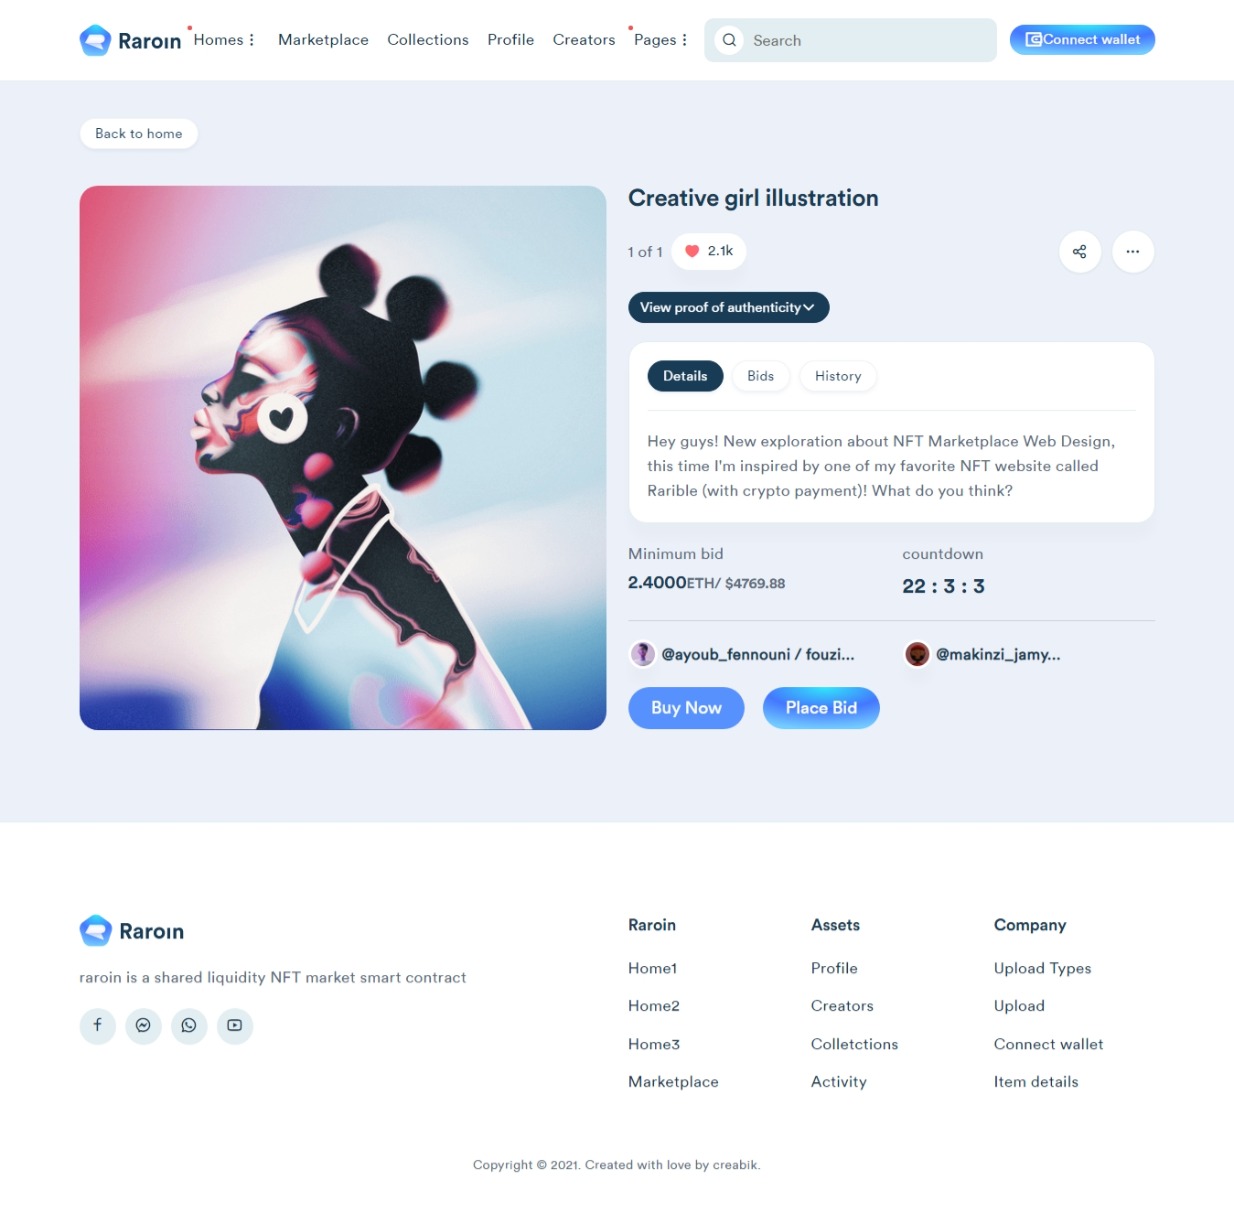 Raroin
Homes
Marketplace
Collections
Profile
Creators
Pages
Search
Connect wallet
Back to home
Creative girl illustration
1 of 1
2.1k
View proof of authenticity
Details
Bids
History
Hey guys! New exploration about NFT Marketplace Web Design,
this time I'm inspired by one of my favorite NFT website called
Rarible (with crypto payment)! What do you think?
Minimum bid
2.4000ETH/ $4769.88
countdown
22 : 3 : 3
@ayoub_fennouni / fouzi...
@makinzi_jamy...
Buy Now
Place Bid
Raroin
raroin is a shared liquidity NFT market smart contract
Raroin
Home1
Home2
Home3
Marketplace
Assets
Profile
Creators
Colletctions
Activity
Company
Upload Types
Upload
Connect wallet
Item details
Copyright © 2021. Created with love by creabik.